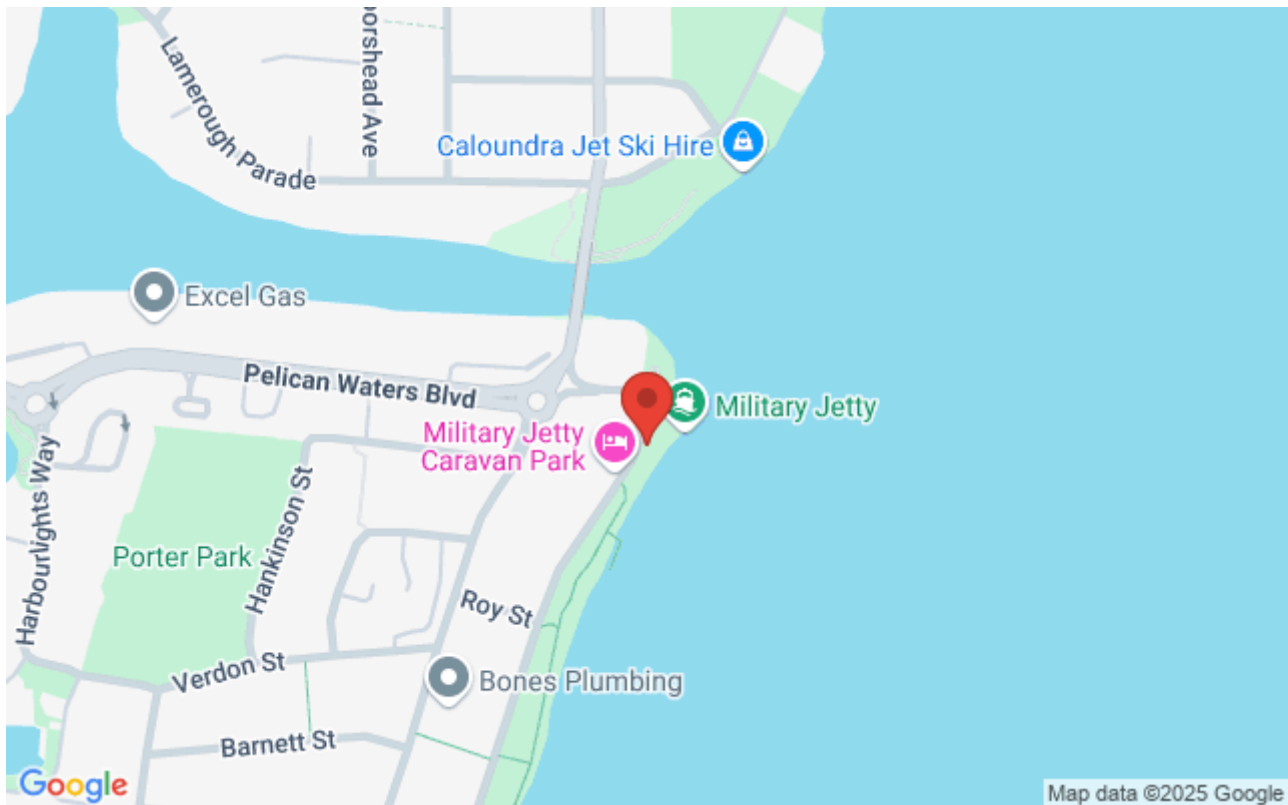 oorshead Ave
Lamerough Parade
Caloundra Jet Ski Hire
Excel Gas
Pelican Waters Blvd
Military Jetty
Military Jetty
Caravan Park
Harbourlights Way
Hankinson St
Porter Park
Roy St
Verdon St
Bones Plumbing
Barnett St
Google
Map data ©2025 Google